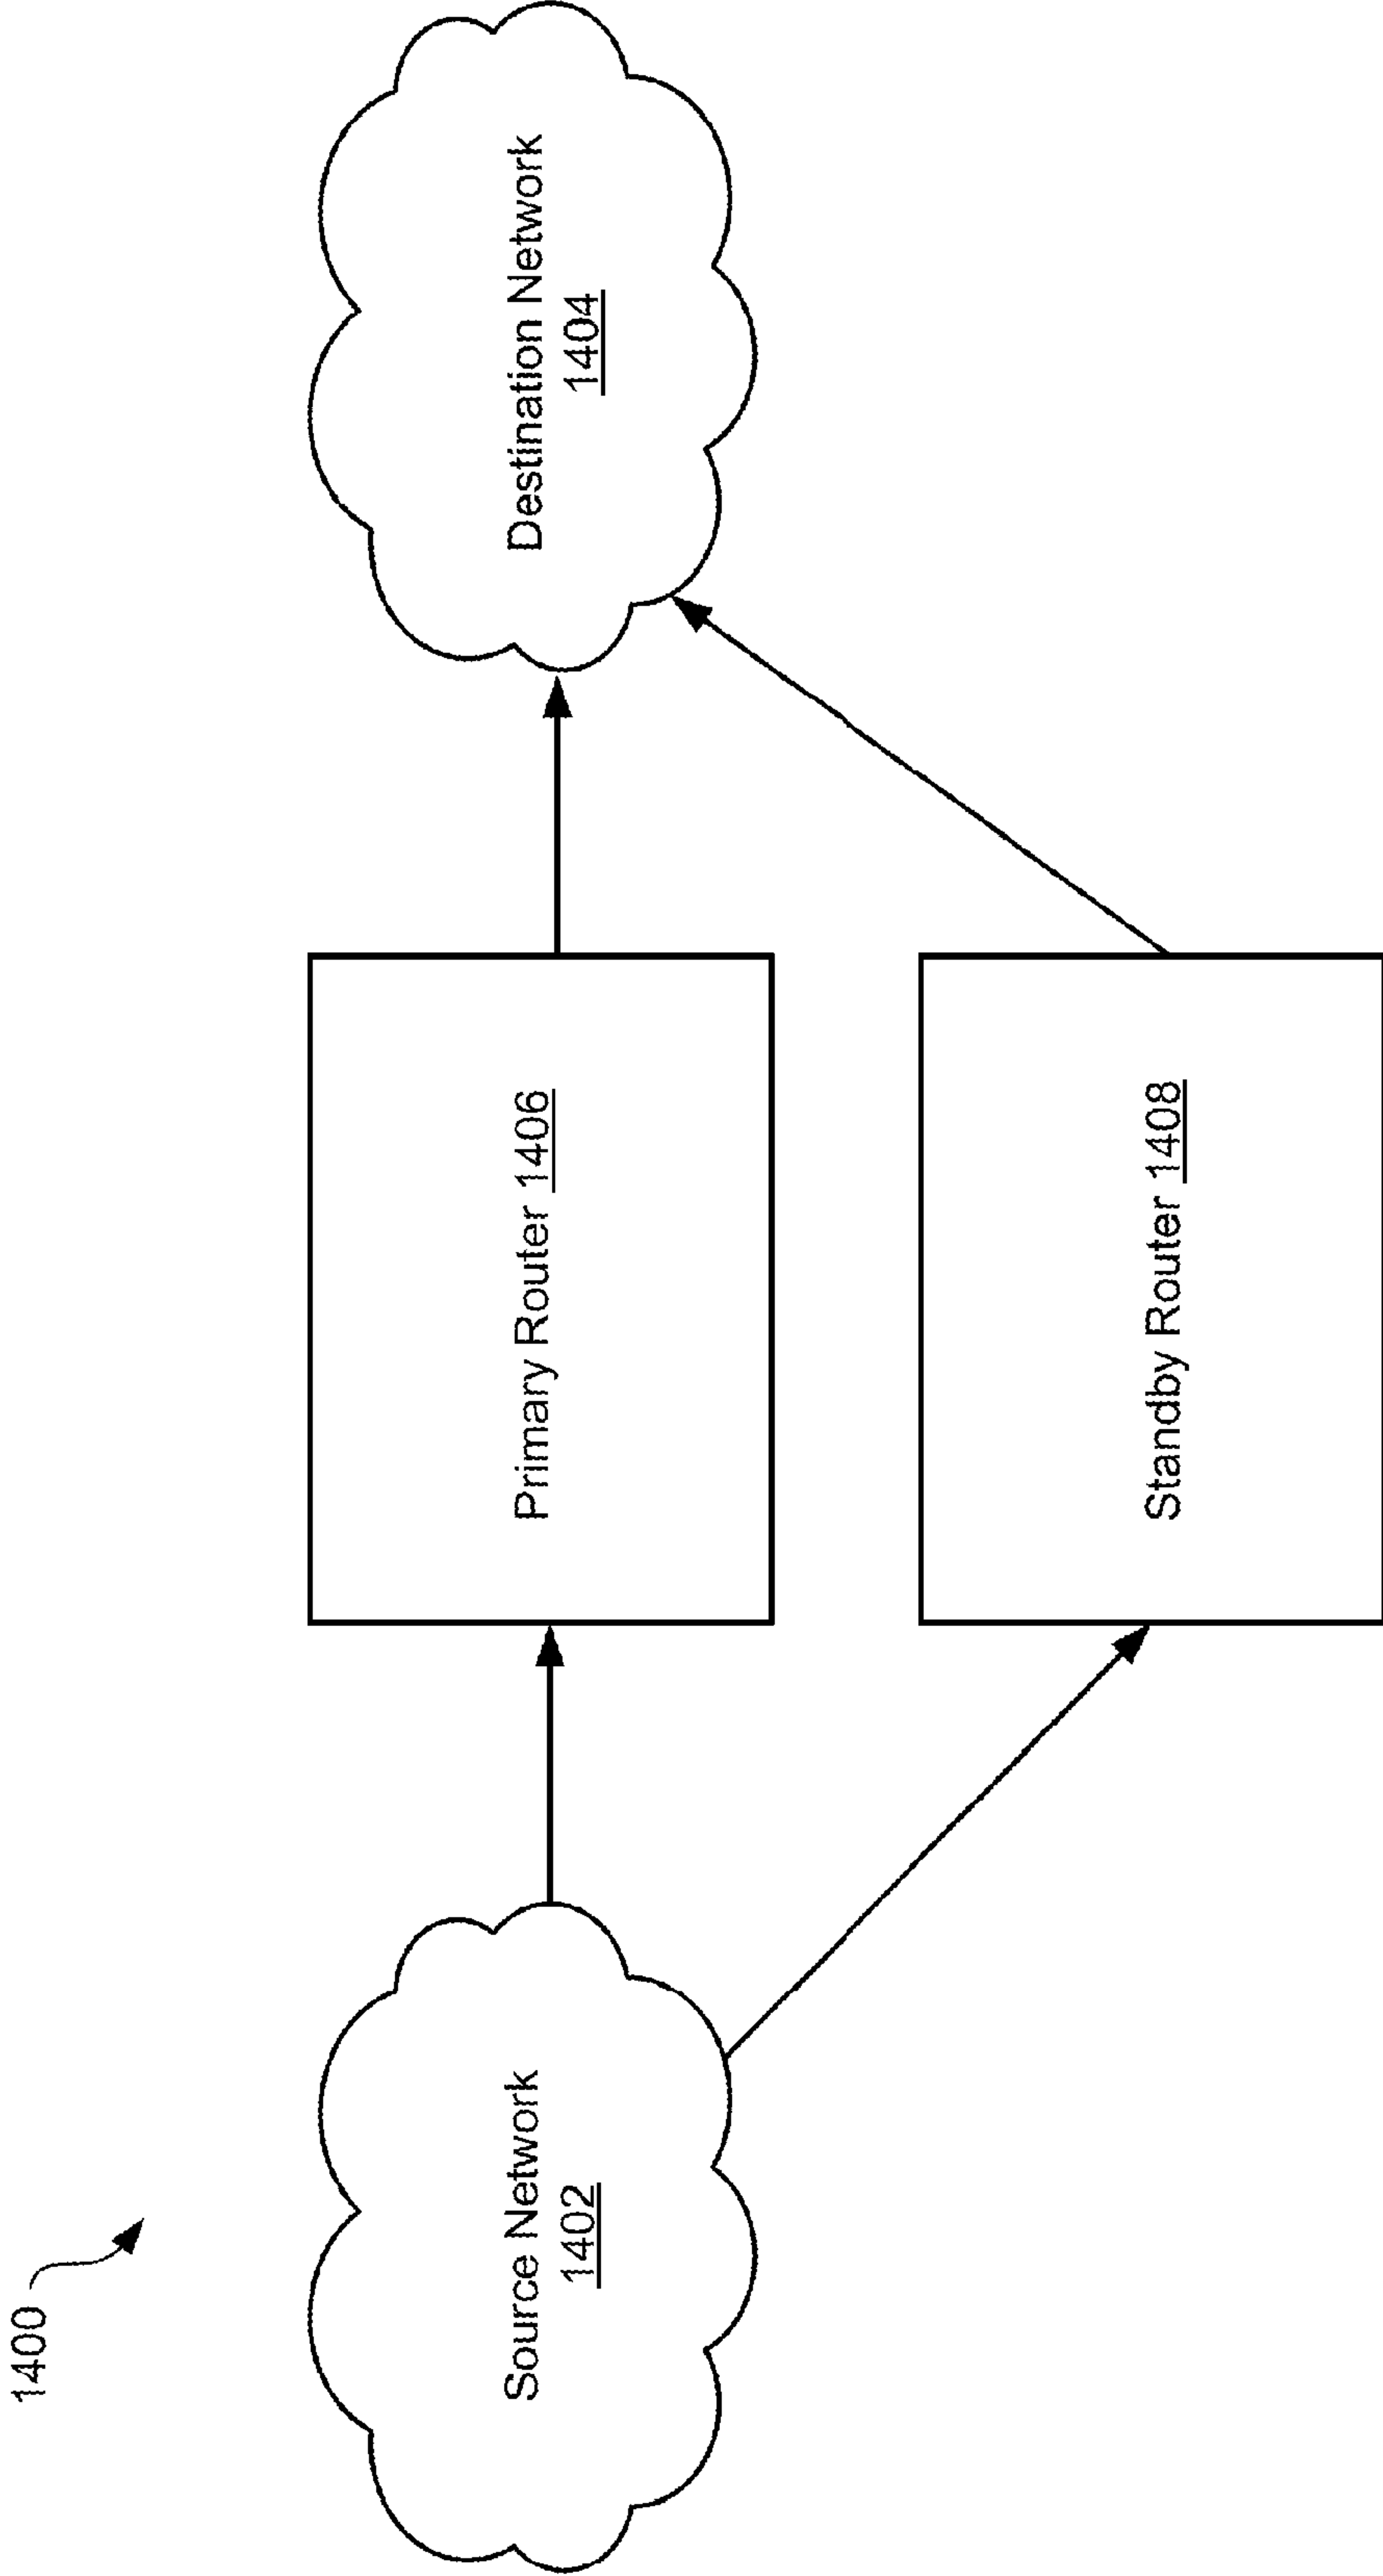 1400
Source Network
1402
Primary Router 1406
Destination Network
1404
Standby Router 1408